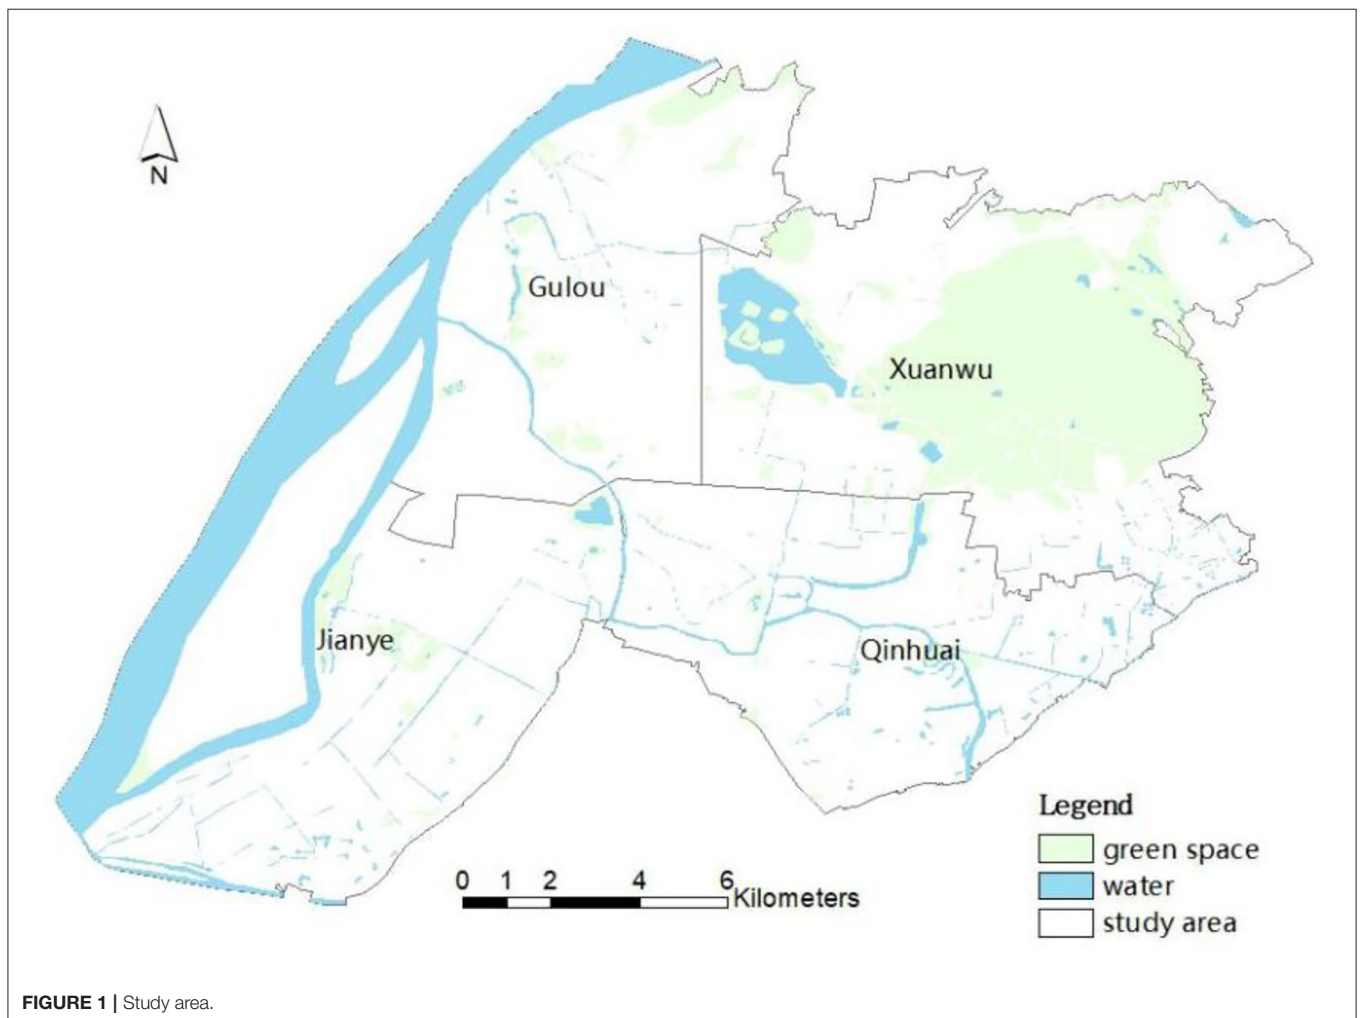 N
Gulou
Xuanwu
Jianye
Qinhuai
Legend
green space
water
study area
0 1 2 4 6
Kilometers
FIGURE 1 | Study area.